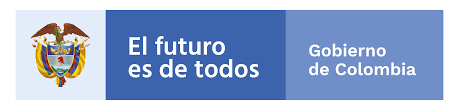 El futuro
es de todos
Gobierno
de Colombia